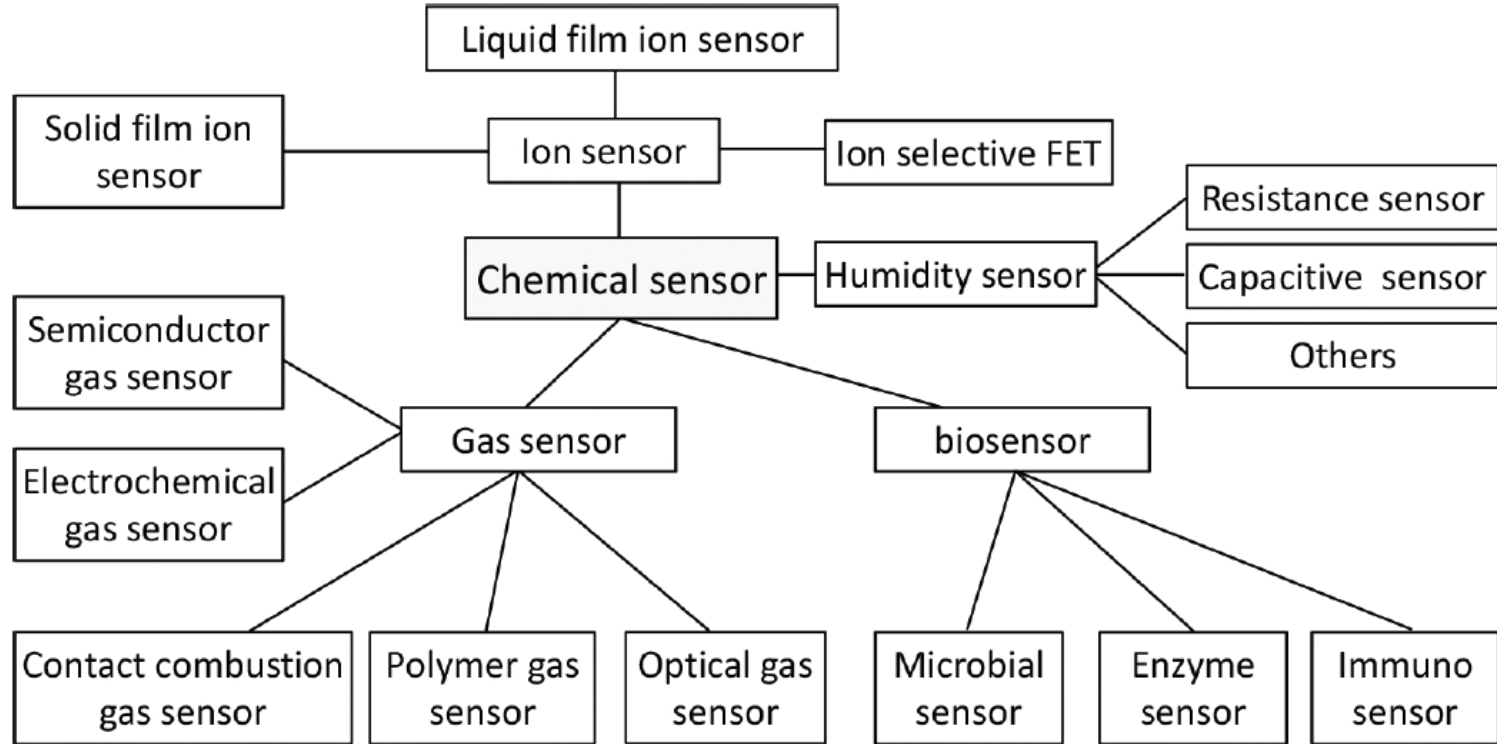 Liquid film ion sensor
Solid film ion
sensor
Ion sensor
Ion selective FET
Resistance sensor
Chemical sensor
Humidity sensor
Capacitive sensor
Others
Semiconductor
gas sensor
Gas sensor
biosensor
Electrochemical
gas sensor
Contact combustion
gas sensor
Polymer gas
sensor
Optical gas
sensor
Microbial
sensor
Enzyme
sensor
Immuno
sensor